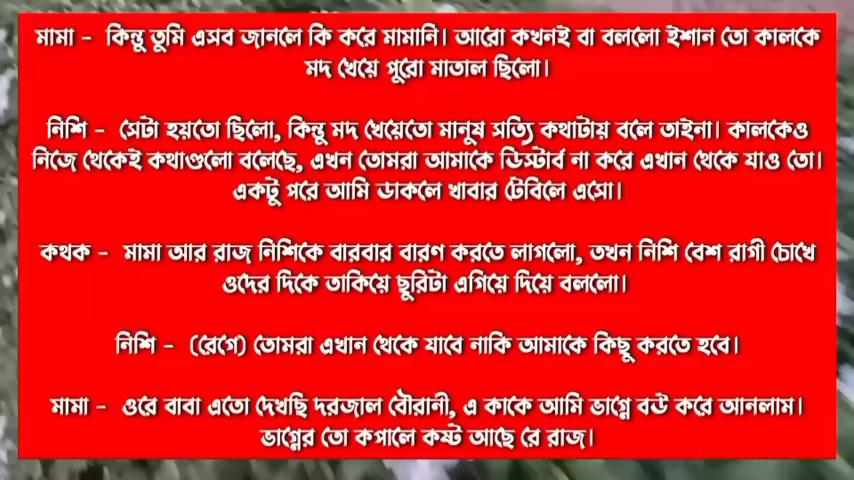 মামা - কিন্তু তুমি এসব জানলে কি করে মামানি। আরো কখনই বা বললো ইশান তো কালকে
মদ খেয়ে পুরো মাতাল ছিলো।
নিশি - সেটা হয়তো ছিলো, কিন্তু মদ খেয়েতো মানুষ সত্যি কথাটায় বলে তাইনা। কালকেও
নিজে থেকেই কথাগুলো বলেছে, এখন তোমরা আমাকে ডিস্টার্ব না করে এখান থেকে যাও তো।
একটু পরে আমি ডাকলে খাবার টেবিলে এসো।
কথক - মামা আর রাজ নিশিকে বারবার বারণ করতে লাগলো, তখন নিশি বেশ রাগী চোখে
ওদের দিকে তাকিয়ে ছুরিটা এগিয়ে দিয়ে বললো।
নিশি - (রেগে) তোমরা এখান থেকে যাবে নাকি আমাকে কিছু করতে হবে।
মামা - ওরে বাবা এতো দেখছি দরজাল বৌরানী, এ কাকে আমি ভাগ্নে বউ করে আনলাম।
ভাগ্নের তো কপালে কষ্ট আছে রে রাজ।